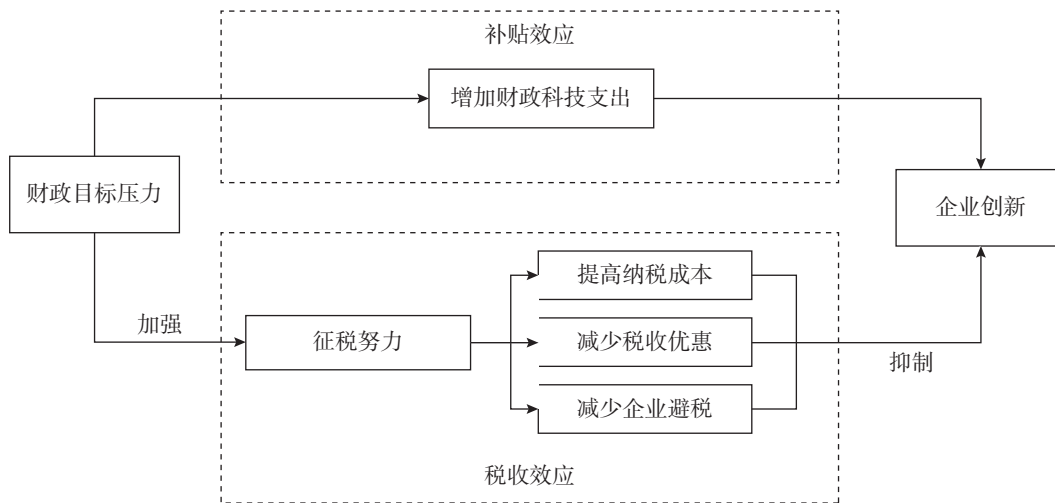 补贴效应
增加财政科技支出
财政目标压力
企业创新
提高纳税成本
加强
征税努力
减少税收优惠
抑制
减少企业避税
税收效应